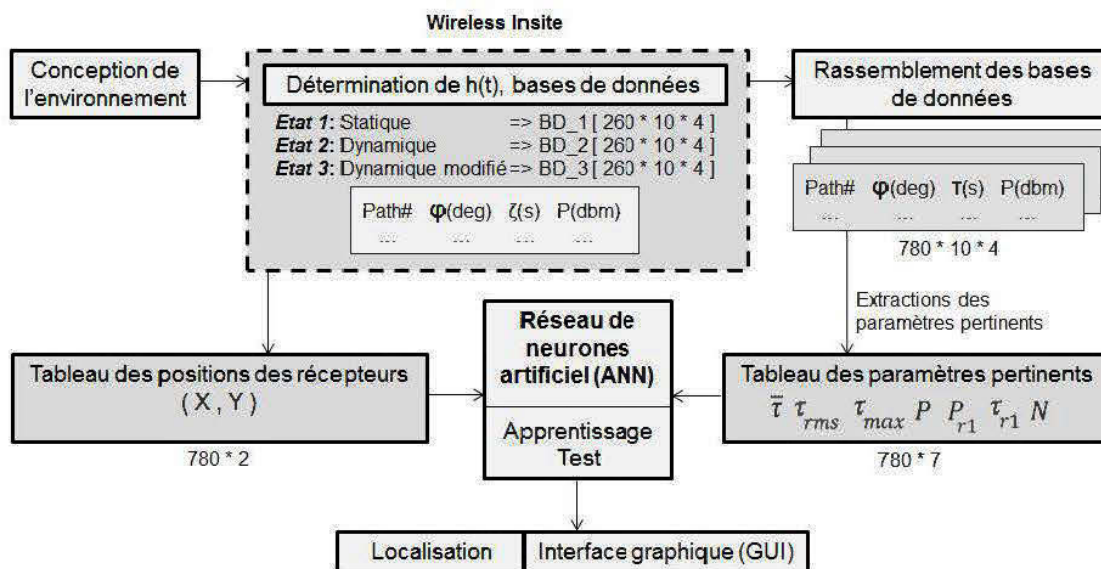 Wireless Insite
Conception de
l'environnement
Détermination de h(t), bases de données
Etat 1: Statique => BD_1 [ 260 * 10 * 4 ]
Etat 2: Dynamique => BD_2 [ 260 * 10 * 4 ]
Etat 3: Dynamique modifié => BD_3 [ 260 * 10 * 4 ]
Path# φ(deg) ζ(s) P(dbm)
... ... ... ...
Rassemblement des bases
de données
Path# φ(deg) τ(s) P(dbm)
... ... ... ...
780 * 10 * 4
Extractions des
paramètres pertinents
Tableau des positions des récepteurs
( X , Y )
780 * 2
Réseau de
neurones
artificiel (ANN)
Apprentissage
Test
Tableau des paramètres pertinents
τ̄ τrms τmax P Pr1 τr1 N
780 * 7
Localisation
Interface graphique (GUI)